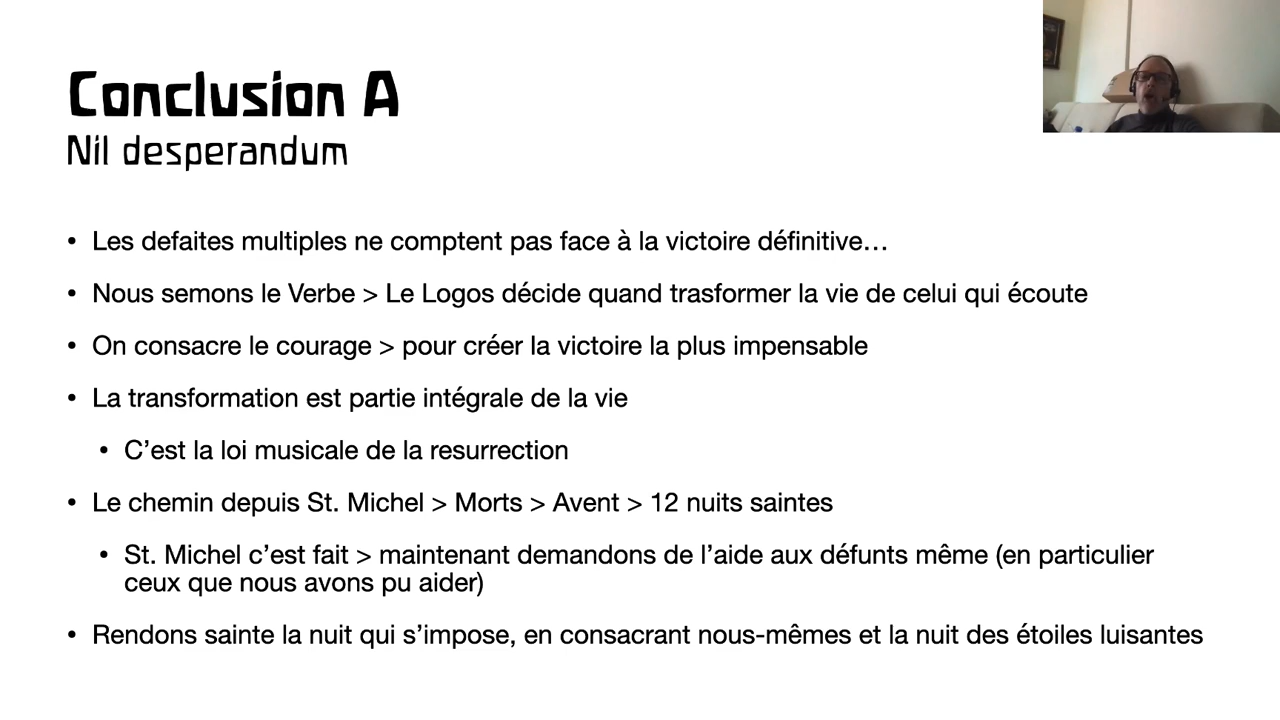 Conclusion A
Nil desperandum
• Les defaites multiples ne comptent pas face à la victoire définitive…
• Nous semons le Verbe > Le Logos décide quand trasformer la vie de celui qui écoute
• On consacre le courage > pour créer la victoire la plus impensable
• La transformation est partie intégrale de la vie
• C’est la loi musicale de la resurrection
• Le chemin depuis St. Michel > Morts > Avent > 12 nuits saintes
• St. Michel c’est fait > maintenant demandons de l’aide aux défunts même (en particulier
ceux que nous avons pu aider)
• Rendons sainte la nuit qui s’impose, en consacrant nous-mêmes et la nuit des étoiles luisantes